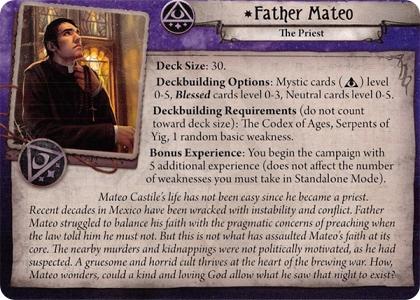 Father Mateo
The Priest
Deck Size: 30.
Deckbuilding Options: Mystic cards () level
0-5, Blessed cards level 0-3, Neutral cards level 0-5.
Deckbuilding Requirements (do not count
toward deck size): The Codex of Ages, Serpents of
Yig, 1 random basic weakness.
Bonus Experience: You begin the campaign with
5 additional experience (does not affect the number
of weaknesses you must take in Standalone Mode).
Mateo Castile's life has not been easy since he became a priest.
Recent decades in Mexico have been wracked with instability and conflict. Father
Mateo struggled to balance his faith with the pragmatic concerns of preaching when
the law told him he must not. But this is not what has assaulted Mateo's faith at its
core. The nearby murders and kidnappings were not politically motivated, as he had
suspected. A gruesome and horrid cult thrives at the heart of the brewing war. How,
Mateo wonders, could a kind and loving God allow what he saw that night to exist?